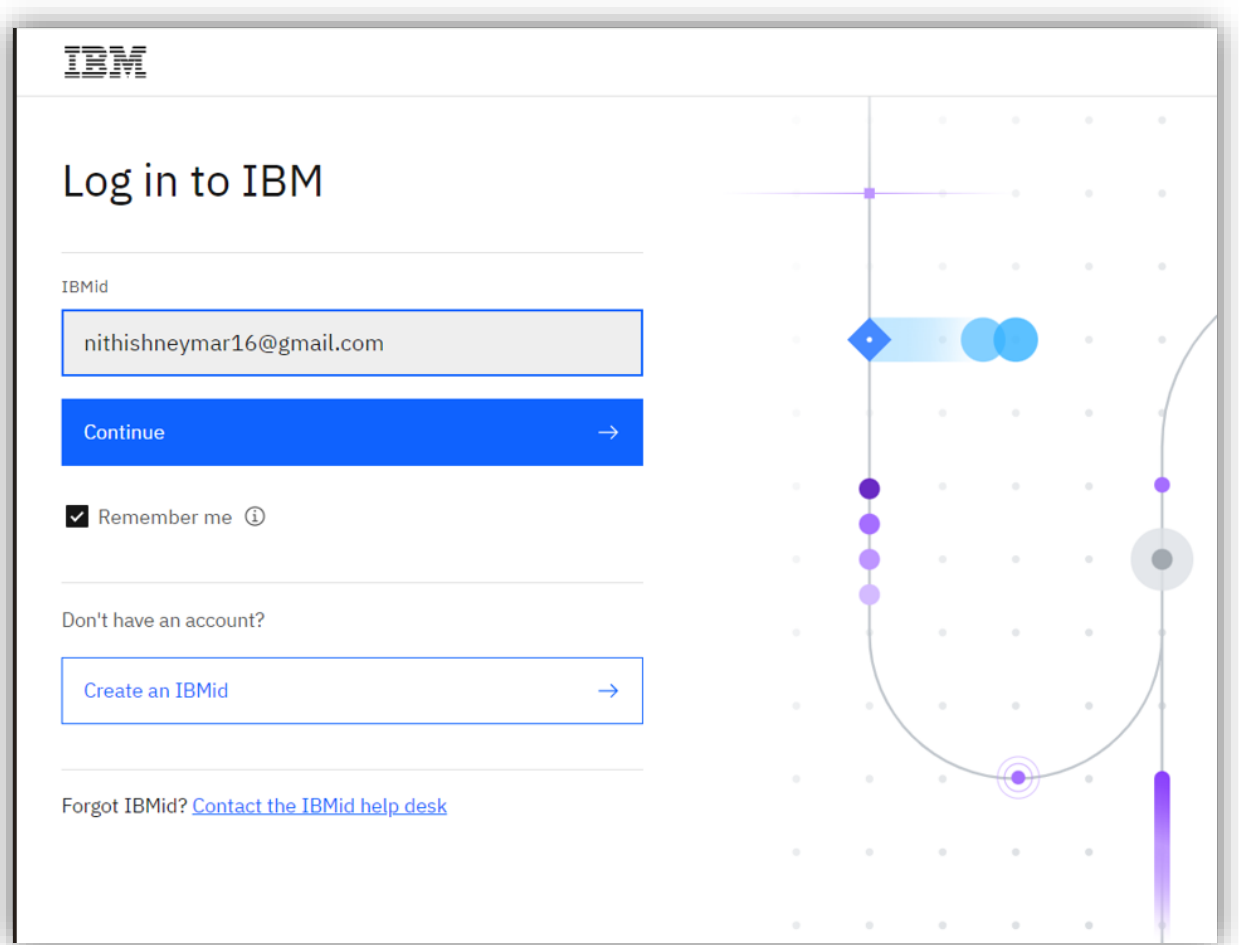 IBM
Log in to IBM
IBMid
nithishneymar16@gmail.com
Continue
Remember me
Don't have an account?
Create an IBMid
Forgot IBMid? Contact the IBMid help desk